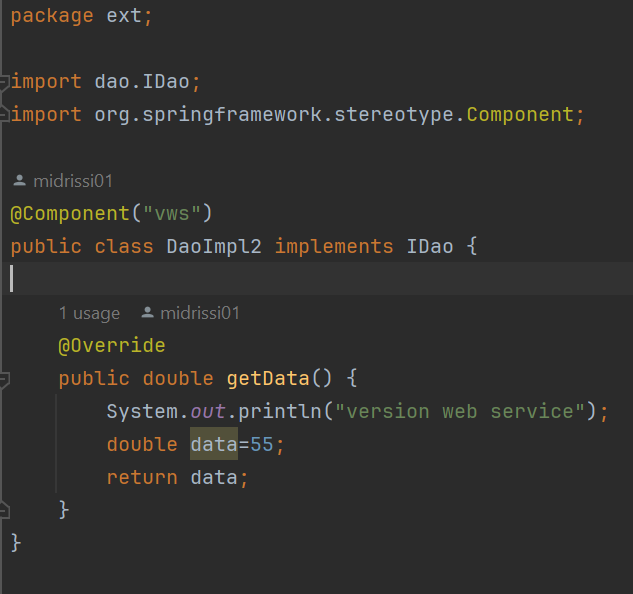 package ext;
import dao.IDao;
import org.springframework.stereotype.Component;
midrissi01
@Component("vws")
public class DaoImpl2 implements IDao {
1 usage midrissi01
@Override
public double getData() {
System.out.println("version web service");
double data=55;
return data;
}
}